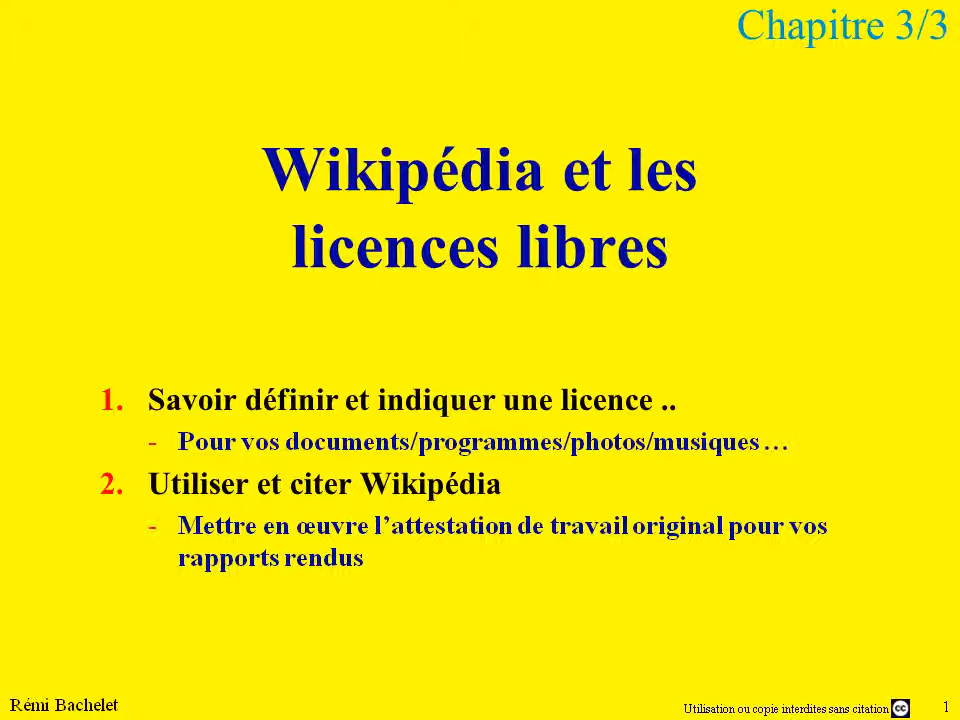 Chapitre 3/3
Wikipédia et les
licences libres
1. Savoir définir et indiquer une licence ..
- Pour vos documents/programmes/photos/musiques …
2. Utiliser et citer Wikipédia
- Mettre en œuvre l’attestation de travail original pour vos
rapports rendus
Rémi Bachelet
Utilisation ou copie interdites sans citation cc 1